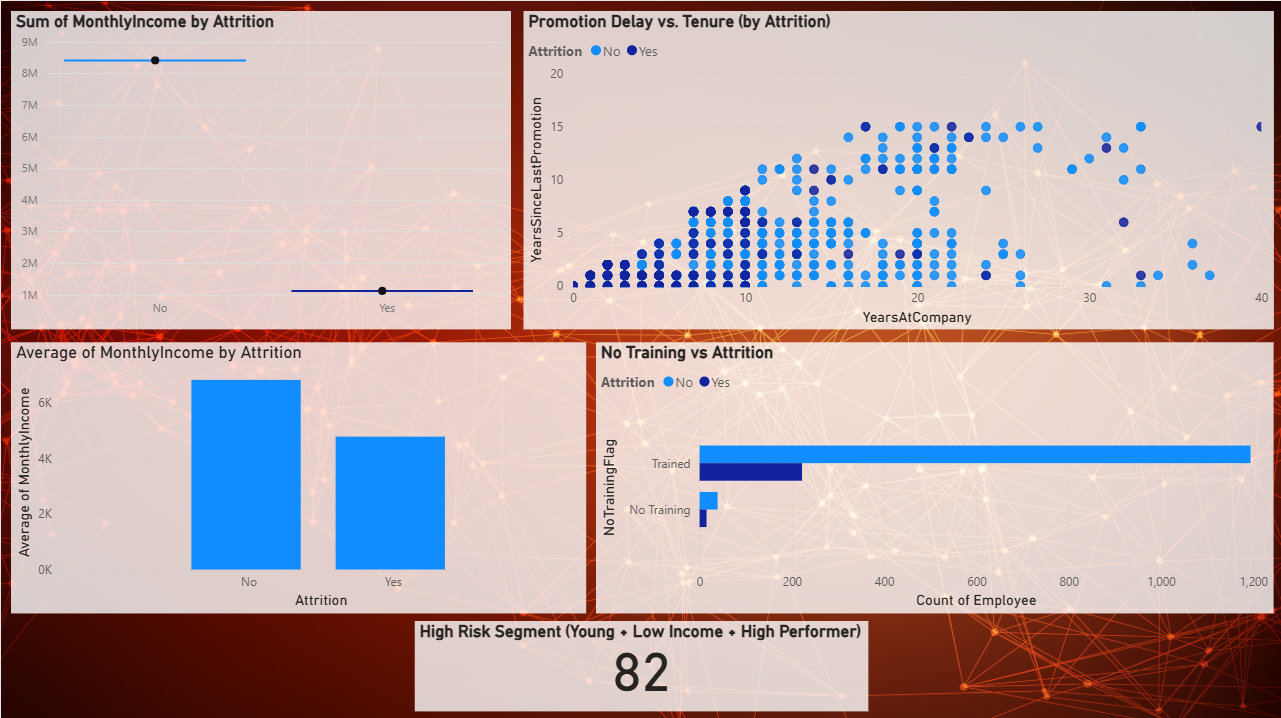 Sum of MonthlyIncome by Attrition
9M
8M
7M
6M
5M
4M
3M
2M
1M
No Yes
Promotion Delay vs. Tenure (by Attrition)
Attrition No Yes
YearsSinceLastPromotion
20
15
10
5
0
0 10 20 30 40
YearsAtCompany
Average of MonthlyIncome by Attrition
Average of MonthlyIncome
6K
4K
2K
0K
No Yes
Attrition
No Training vs Attrition
Attrition No Yes
NoTrainingFlag
Trained
No Training
0 200 400 600 800 1,000 1,200
Count of Employee
High Risk Segment (Young + Low Income + High Performer)
82